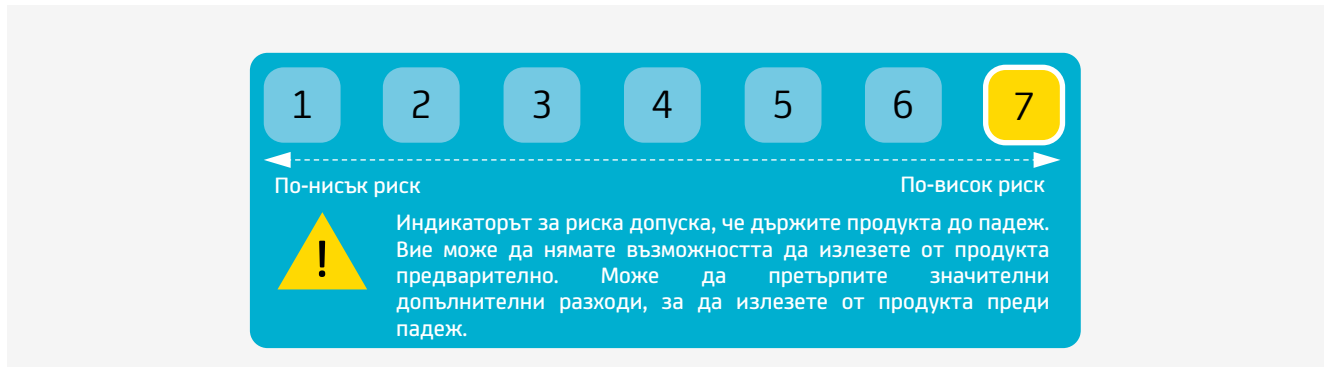 1 2 3 4 5 6 7
По-нисък риск По-висок риск
!
Индикаторът за риска допуска, че държите продукта до падеж.
Вие може да нямате възможността да излезете от продукта
предварително. Може да претърпите значителни
допълнителни разходи, за да излезете от продукта преди
падеж.